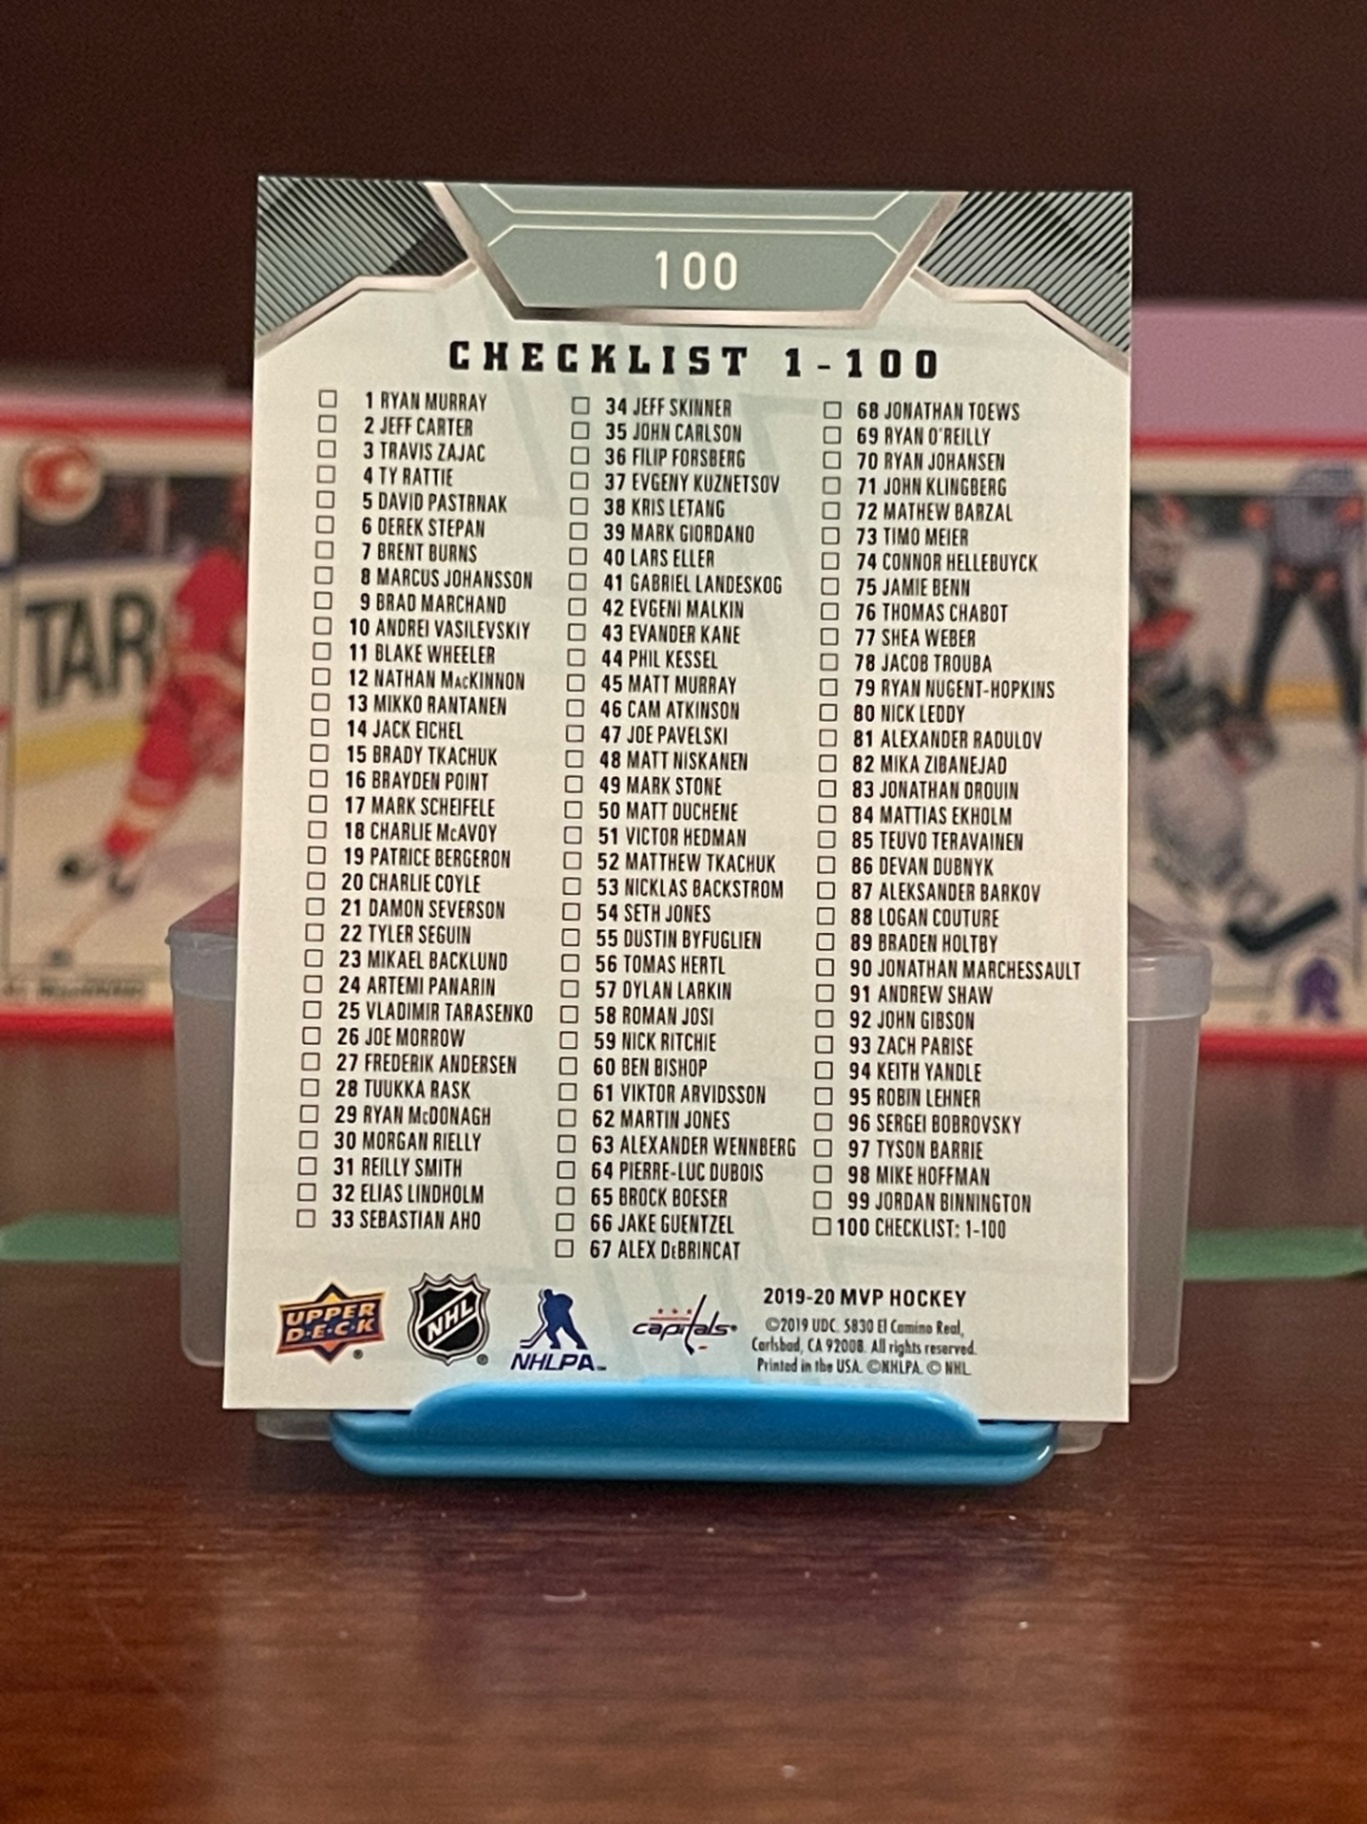 100
CHECKLIST 1-100
1 RYAN MURRAY
2 JEFF CARTER
3 TRAVIS ZAJAC
4 TY RATTIE
5 DAVID PASTRNAK
6 DEREK STEPAN
7 BRENT BURNS
8 MARCUS JOHANSSON
9 BRAD MARCHAND
10 ANDREI VASILEVSKIY
11 BLAKE WHEELER
12 NATHAN MacKINNON
13 MIKKO RANTANEN
14 JACK EICHEL
15 BRADY TKACHUK
16 BRAYDEN POINT
17 MARK SCHEIFELE
18 CHARLIE McAVOY
19 PATRICE BERGERON
20 CHARLIE COYLE
21 DAMON SEVERSON
22 TYLER SEGUIN
23 MIKAEL BACKLUND
24 ARTEMI PANARIN
25 VLADIMIR TARASENKO
26 JOE MORROW
27 FREDERIK ANDERSEN
28 TUUKKA RASK
29 RYAN McDONAGH
30 MORGAN RIELLY
31 REILLY SMITH
32 ELIAS LINDHOLM
33 SEBASTIAN AHO
34 JEFF SKINNER
35 JOHN CARLSON
36 FILIP FORSBERG
37 EVGENY KUZNETSOV
38 KRIS LETANG
39 MARK GIORDANO
40 LARS ELLER
41 GABRIEL LANDESKOG
42 EVGENI MALKIN
43 EVANDER KANE
44 PHIL KESSEL
45 MATT MURRAY
46 CAM ATKINSON
47 JOE PAVELSKI
48 MATT NISKANEN
49 MARK STONE
50 MATT DUCHENE
51 VICTOR HEDMAN
52 MATTHEW TKACHUK
53 NICKLAS BACKSTROM
54 SETH JONES
55 DUSTIN BYFUGLIEN
56 TOMAS HERTL
57 DYLAN LARKIN
58 ROMAN JOSI
59 NICK RITCHIE
60 BEN BISHOP
61 VIKTOR ARVIDSSON
62 MARTIN JONES
63 ALEXANDER WENNBERG
64 PIERRE-LUC DUBOIS
65 BROCK BOESER
66 JAKE GUENTZEL
67 ALEX DeBRINCAT
68 JONATHAN TOEWS
69 RYAN O'REILLY
70 RYAN JOHANSEN
71 JOHN KLINGBERG
72 MATHEW BARZAL
73 TIMO MEIER
74 CONNOR HELLEBUYCK
75 JAMIE BENN
76 THOMAS CHABOT
77 SHEA WEBER
78 JACOB TROUBA
79 RYAN NUGENT-HOPKINS
80 NICK LEDDY
81 ALEXANDER RADULOV
82 MIKA ZIBANEJAD
83 JONATHAN DROUIN
84 MATTIAS EKHOLM
85 TEUVO TERAVAINEN
86 DEVAN DUBNYK
87 ALEKSANDER BARKOV
88 LOGAN COUTURE
89 BRADEN HOLTBY
90 JONATHAN MARCHESSAULT
91 ANDREW SHAW
92 JOHN GIBSON
93 ZACH PARISE
94 KEITH YANDLE
95 ROBIN LEHNER
96 SERGEI BOBROVSKY
97 TYSON BARRIE
98 MIKE HOFFMAN
99 JORDAN BINNINGTON
100 CHECKLIST: 1-100
UPPER
D·E·C·K
NHL
NHLPA
capitals
2019-20 MVP HOCKEY
©2019 UDC. 5830 El Camino Real,
Carlsbad, CA 92008. All rights reserved.
Printed in the USA. ©NHLPA. © NHL.
TAR